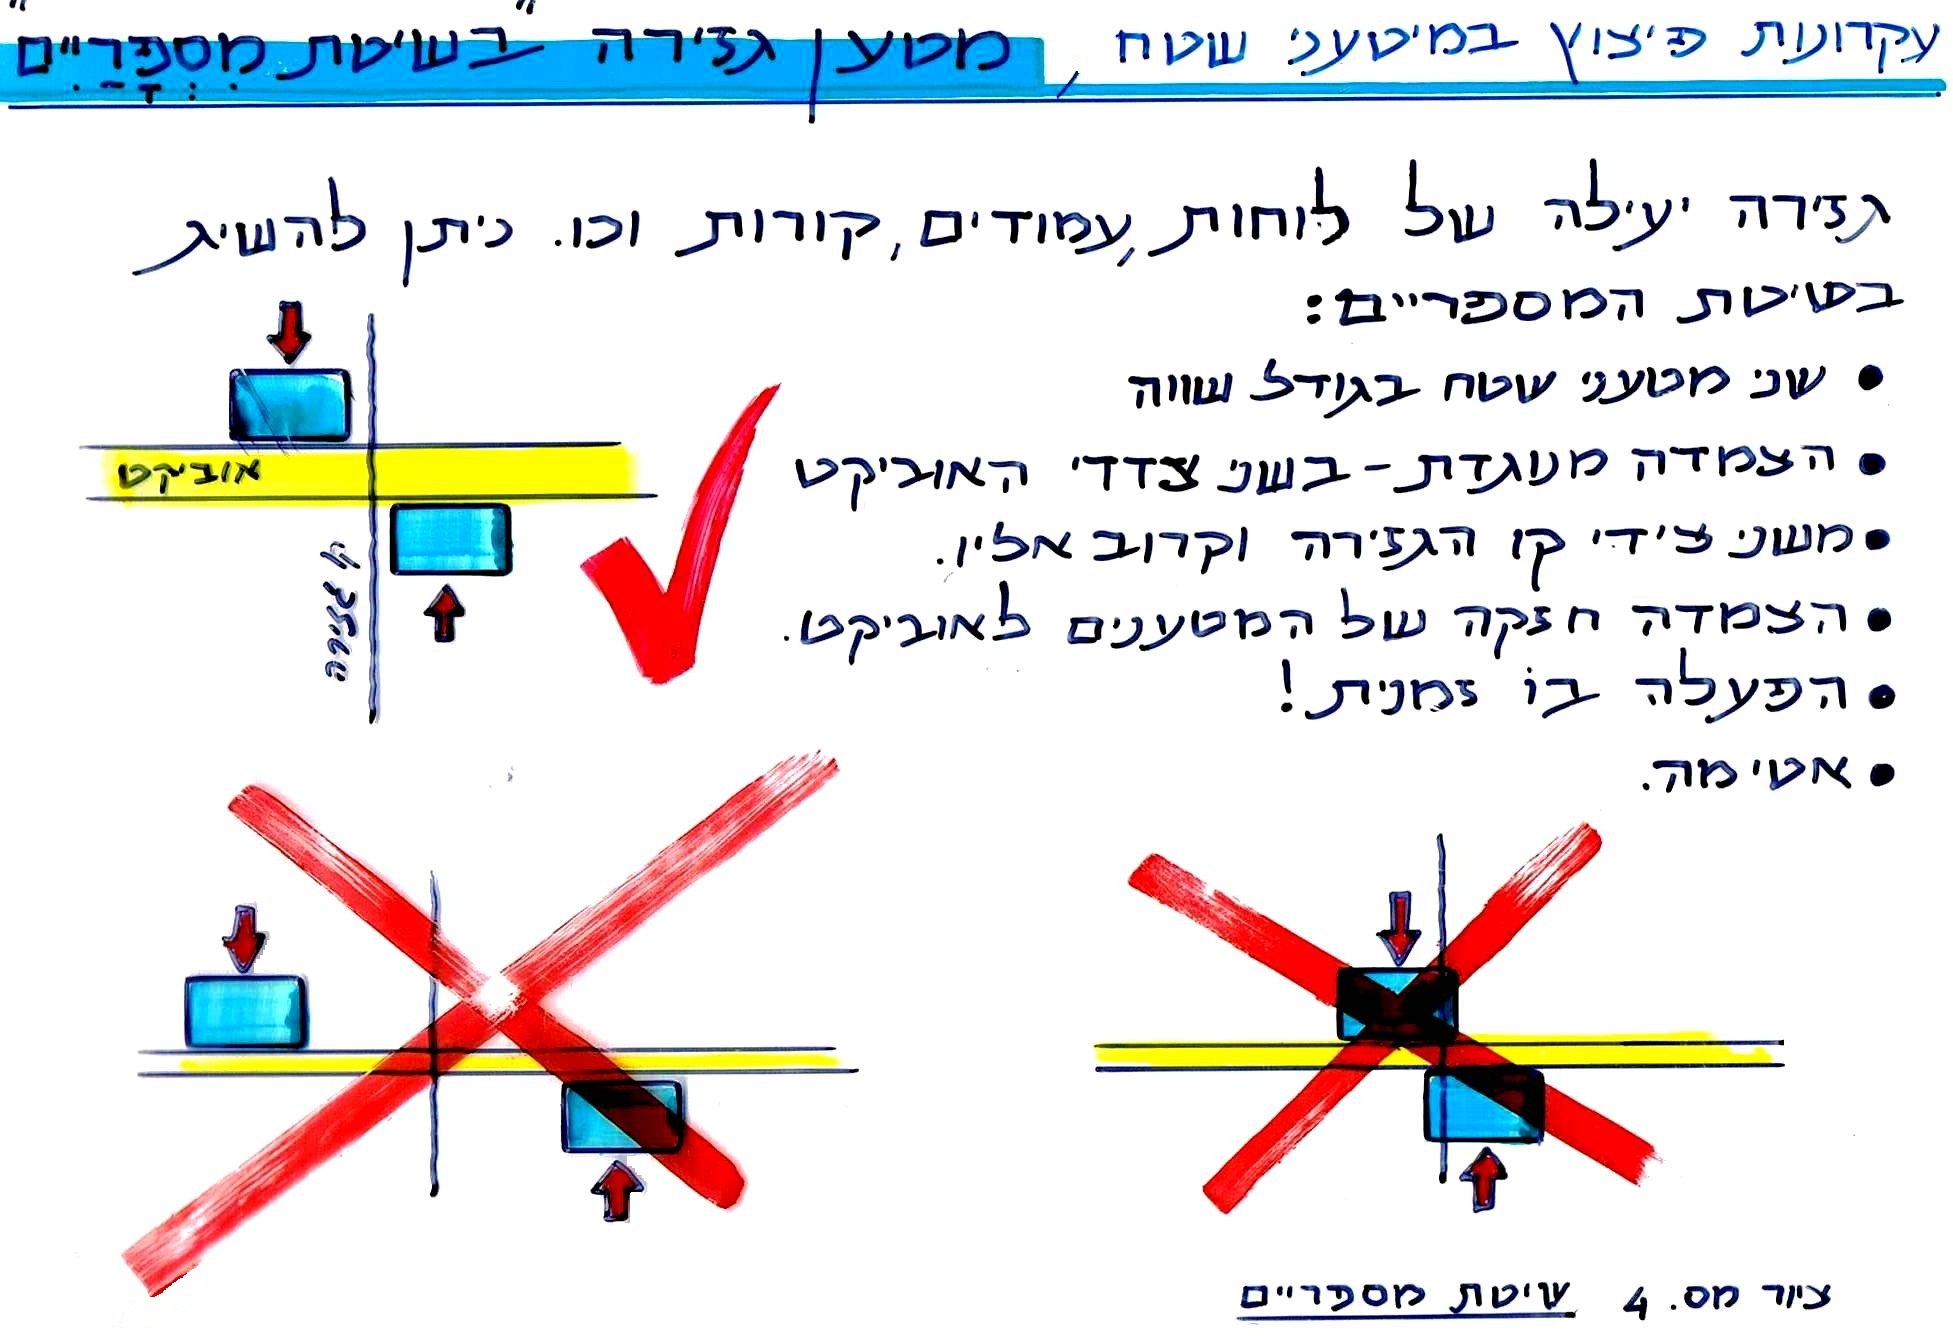 עקרונות פיצוץ במיטעני שטח, מטען גזירה "בשיטת מספריים"
גזירה יעילה של לוחות, עמודים, קורות וכו. ניתן להשיג
בשיטת המספריים:
• שני מטעני שטח בגודל שווה
• הצמדה מנוגדת - בשני צדדי האוביקט
• משני צידי קו הגזירה וקרוב אליו.
• הצמדה חזקה של המטענים לאוביקט.
• הפעלה בו זמנית!
• אטימה.
אוביקט
קו גזירה
ציור מס. 4 שיטת מספריים